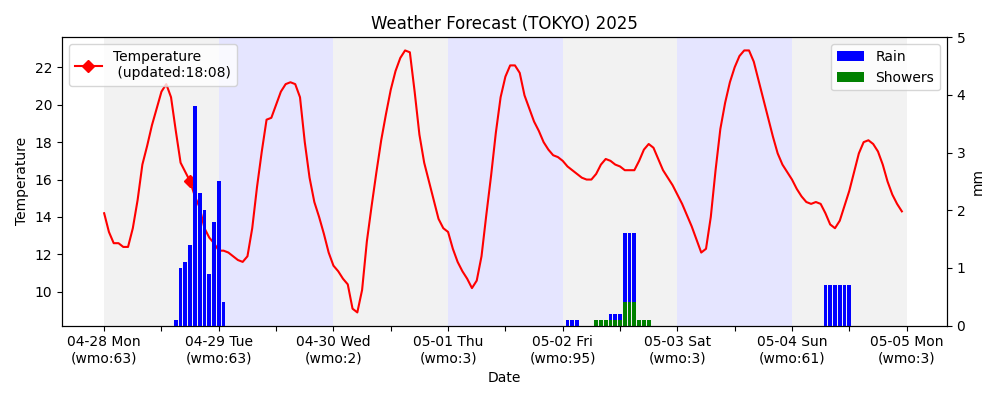 Weather Forecast (TOKYO) 2025
Temperature
(updated:18:08)
Rain
Showers
22
20
18
16
14
12
10
Temperature
5
4
3
2
1
0
mm
04-28 Mon
(wmo:63)
04-29 Tue
(wmo:63)
04-30 Wed
(wmo:2)
05-01 Thu
(wmo:3)
05-02 Fri
(wmo:95)
05-03 Sat
(wmo:3)
05-04 Sun
(wmo:61)
05-05 Mon
(wmo:3)
Date